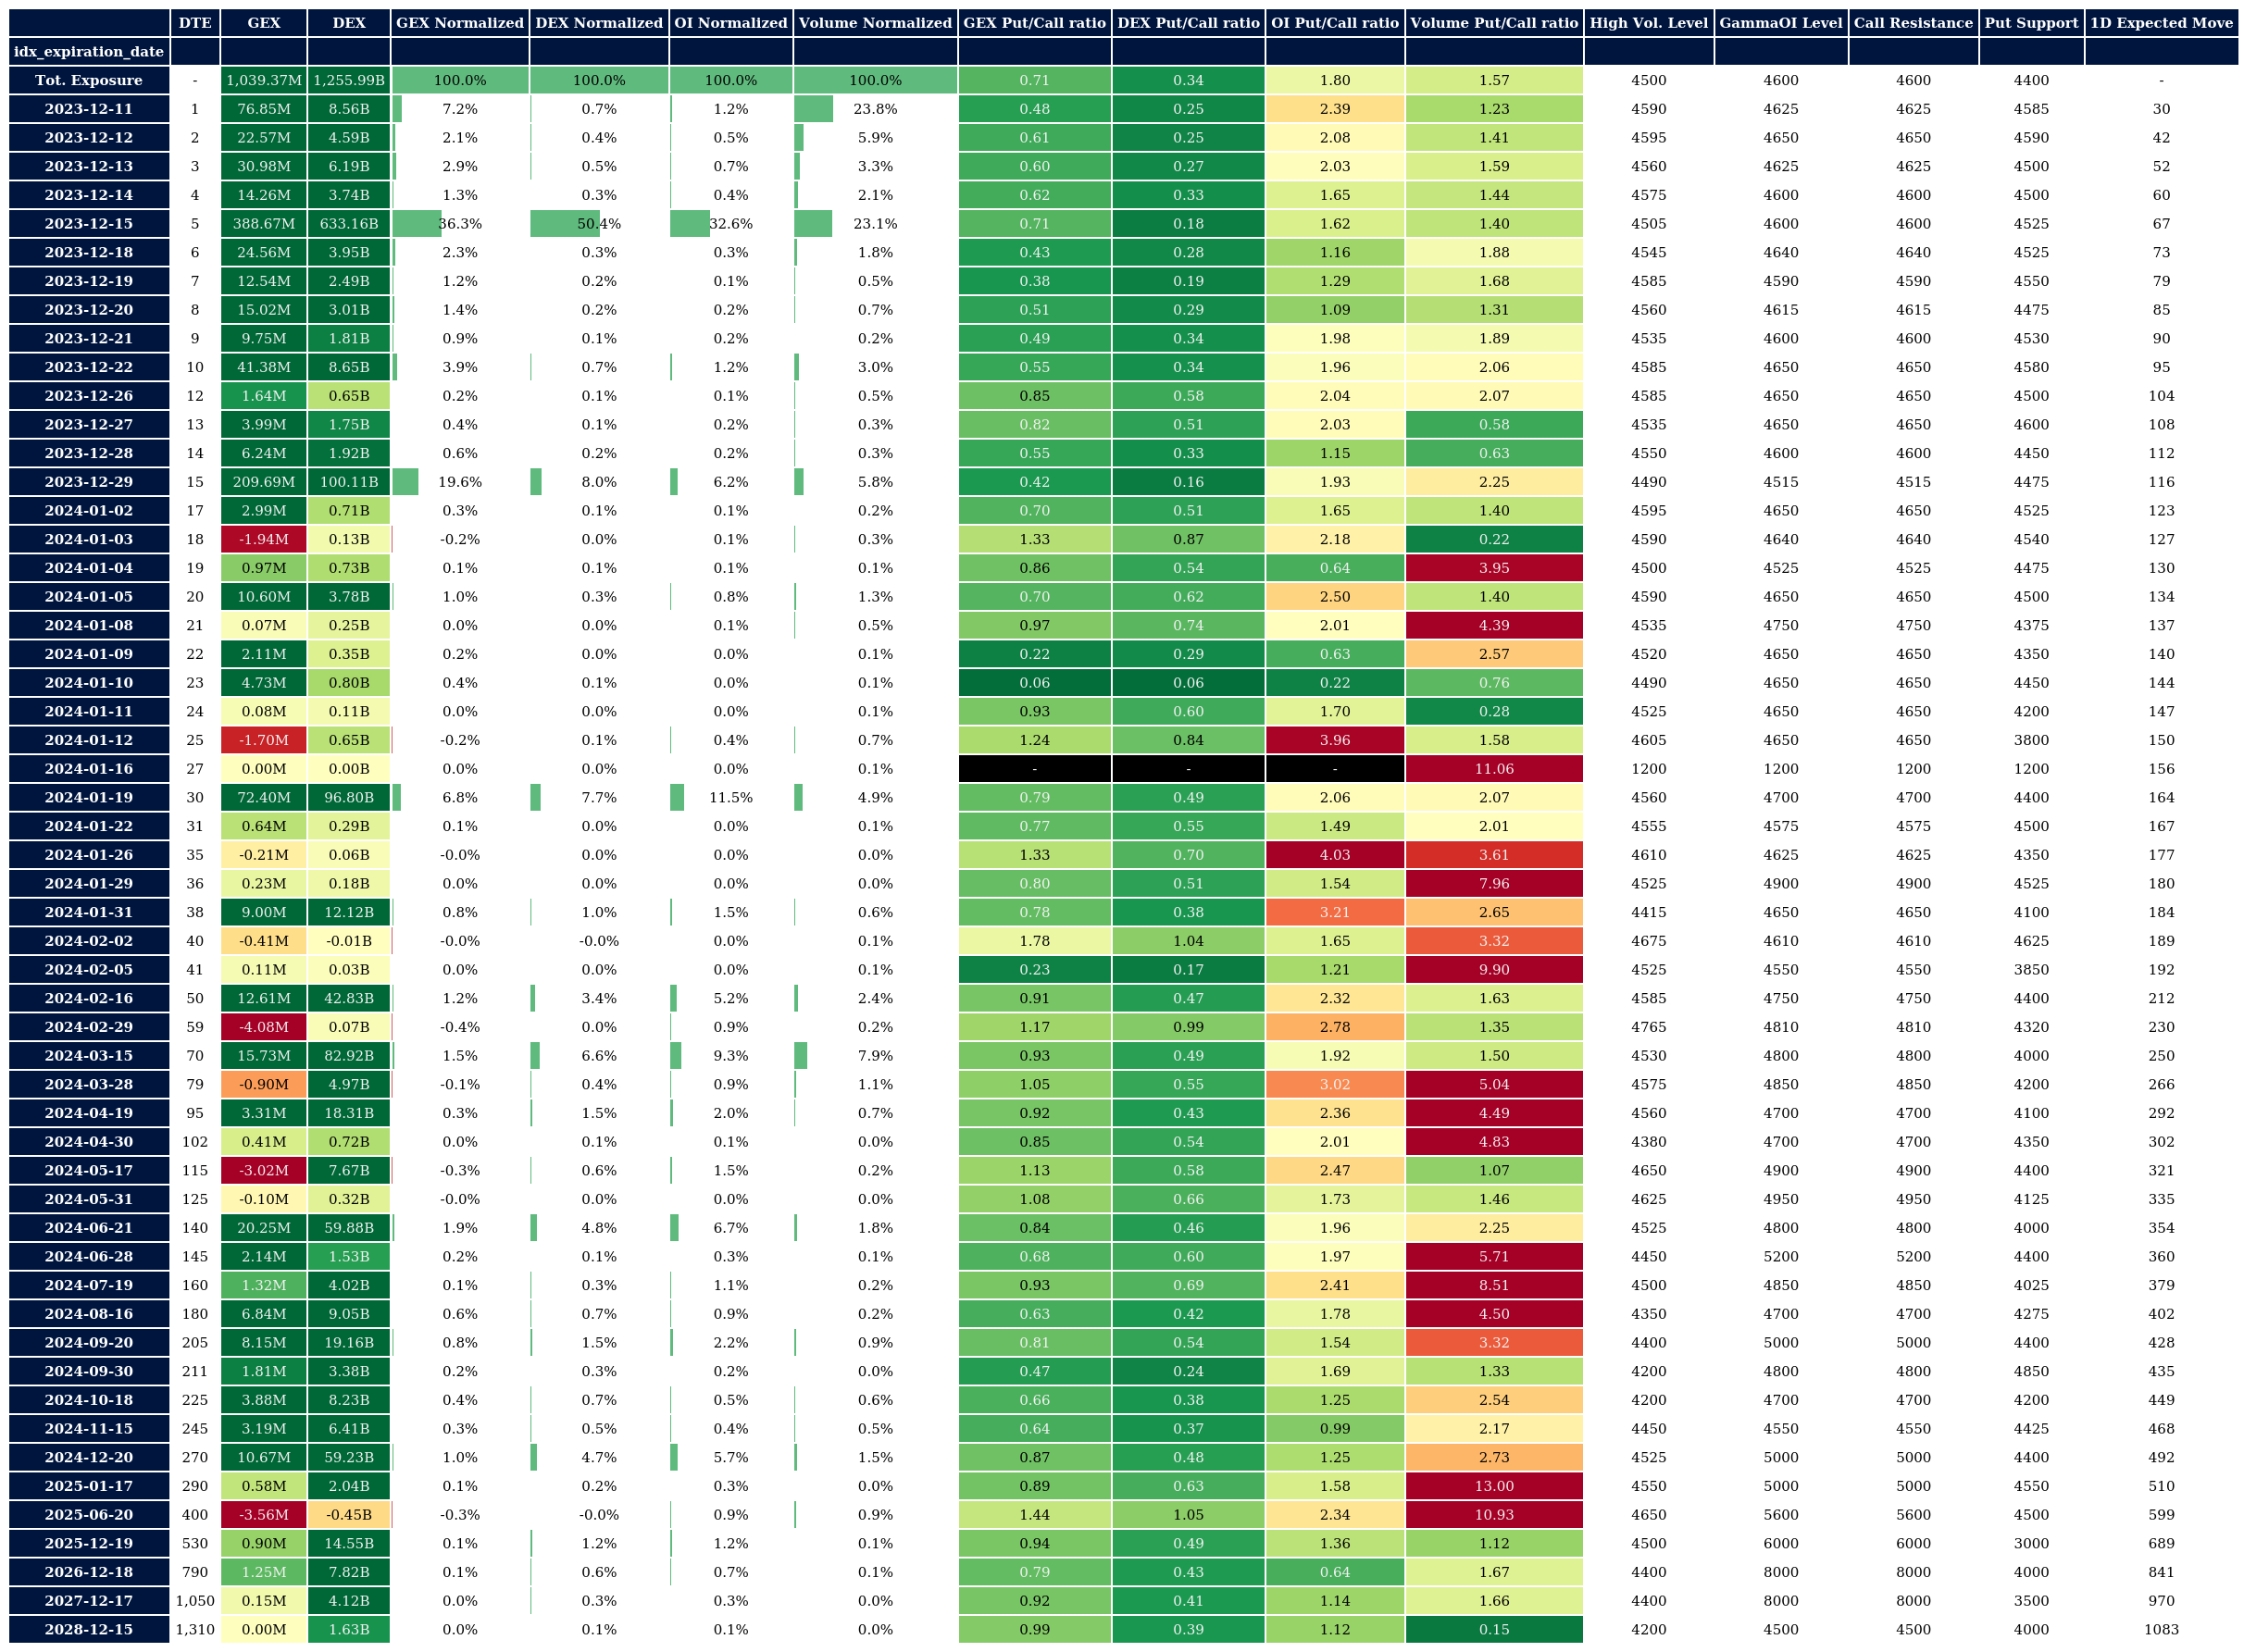 DTE GEX DEX GEX Normalized DEX Normalized OI Normalized Volume Normalized GEX Put/Call ratio DEX Put/Call ratio OI Put/Call ratio Volume Put/Call ratio High Vol. Level GammaOI Level Call Resistance Put Support 1D Expected Move
idx_expiration_date
Tot. Exposure - 1,039.37M 1,255.99B 100.0% 100.0% 100.0% 100.0% 0.71 0.34 1.80 1.57 4500 4600 4600 4400 -
2023-12-11 1 76.85M 8.56B 7.2% 0.7% 1.2% 23.8% 0.48 0.25 2.39 1.23 4590 4625 4625 4585 30
2023-12-12 2 22.57M 4.59B 2.1% 0.4% 0.5% 5.9% 0.61 0.25 2.08 1.41 4595 4650 4650 4590 42
2023-12-13 3 30.98M 6.19B 2.9% 0.5% 0.7% 3.3% 0.60 0.27 2.03 1.59 4560 4625 4625 4500 52
2023-12-14 4 14.26M 3.74B 1.3% 0.3% 0.4% 2.1% 0.62 0.33 1.65 1.44 4575 4600 4600 4500 60
2023-12-15 5 388.67M 633.16B 36.3% 50.4% 32.6% 23.1% 0.71 0.18 1.62 1.40 4505 4600 4600 4525 67
2023-12-18 6 24.56M 3.95B 2.3% 0.3% 0.3% 1.8% 0.43 0.28 1.16 1.88 4545 4640 4640 4525 73
2023-12-19 7 12.54M 2.49B 1.2% 0.2% 0.1% 0.5% 0.38 0.19 1.29 1.68 4585 4590 4590 4550 79
2023-12-20 8 15.02M 3.01B 1.4% 0.2% 0.2% 0.7% 0.51 0.29 1.09 1.31 4560 4615 4615 4475 85
2023-12-21 9 9.75M 1.81B 0.9% 0.1% 0.2% 0.2% 0.49 0.34 1.98 1.89 4535 4600 4600 4530 90
2023-12-22 10 41.38M 8.65B 3.9% 0.7% 1.2% 3.0% 0.55 0.34 1.96 2.06 4585 4650 4650 4580 95
2023-12-26 12 1.64M 0.65B 0.2% 0.1% 0.1% 0.5% 0.85 0.58 2.04 2.07 4585 4650 4650 4500 104
2023-12-27 13 3.99M 1.75B 0.4% 0.1% 0.2% 0.3% 0.82 0.51 2.03 0.58 4535 4650 4650 4600 108
2023-12-28 14 6.24M 1.92B 0.6% 0.2% 0.2% 0.3% 0.55 0.33 1.15 0.63 4550 4600 4600 4450 112
2023-12-29 15 209.69M 100.11B 19.6% 8.0% 6.2% 5.8% 0.42 0.16 1.93 2.25 4490 4515 4515 4475 116
2024-01-02 17 2.99M 0.71B 0.3% 0.1% 0.1% 0.2% 0.70 0.51 1.65 1.40 4595 4650 4650 4525 123
2024-01-03 18 -1.94M 0.13B -0.2% 0.0% 0.1% 0.3% 1.33 0.87 2.18 0.22 4590 4640 4640 4540 127
2024-01-04 19 0.97M 0.73B 0.1% 0.1% 0.1% 0.1% 0.86 0.54 0.64 3.95 4500 4525 4525 4475 130
2024-01-05 20 10.60M 3.78B 1.0% 0.3% 0.8% 1.3% 0.70 0.62 2.50 1.40 4590 4650 4650 4500 134
2024-01-08 21 0.07M 0.25B 0.0% 0.0% 0.1% 0.5% 0.97 0.74 2.01 4.39 4535 4750 4750 4375 137
2024-01-09 22 2.11M 0.35B 0.2% 0.0% 0.0% 0.1% 0.22 0.29 0.63 2.57 4520 4650 4650 4350 140
2024-01-10 23 4.73M 0.80B 0.4% 0.1% 0.0% 0.1% 0.06 0.06 0.22 0.76 4490 4650 4650 4450 144
2024-01-11 24 0.08M 0.11B 0.0% 0.0% 0.0% 0.1% 0.93 0.60 1.70 0.28 4525 4650 4650 4200 147
2024-01-12 25 -1.70M 0.65B -0.2% 0.1% 0.4% 0.7% 1.24 0.84 3.96 1.58 4605 4650 4650 3800 150
2024-01-16 27 0.00M 0.00B 0.0% 0.0% 0.0% 0.1% - - - 11.06 1200 1200 1200 1200 156
2024-01-19 30 72.40M 96.80B 6.8% 7.7% 11.5% 4.9% 0.79 0.49 2.06 2.07 4560 4700 4700 4400 164
2024-01-22 31 0.64M 0.29B 0.1% 0.0% 0.0% 0.1% 0.77 0.55 1.49 2.01 4555 4575 4575 4500 167
2024-01-26 35 -0.21M 0.06B -0.0% 0.0% 0.0% 0.0% 1.33 0.70 4.03 3.61 4610 4625 4625 4350 177
2024-01-29 36 0.23M 0.18B 0.0% 0.0% 0.0% 0.0% 0.80 0.51 1.54 7.96 4525 4900 4900 4525 180
2024-01-31 38 9.00M 12.12B 0.8% 1.0% 1.5% 0.6% 0.78 0.38 3.21 2.65 4415 4650 4650 4100 184
2024-02-02 40 -0.41M -0.01B -0.0% -0.0% 0.0% 0.1% 1.78 1.04 1.65 3.32 4675 4610 4610 4625 189
2024-02-05 41 0.11M 0.03B 0.0% 0.0% 0.0% 0.1% 0.23 0.17 1.21 9.90 4525 4550 4550 3850 192
2024-02-16 50 12.61M 42.83B 1.2% 3.4% 5.2% 2.4% 0.91 0.47 2.32 1.63 4585 4750 4750 4400 212
2024-02-29 59 -4.08M 0.07B -0.4% 0.0% 0.9% 0.2% 1.17 0.99 2.78 1.35 4765 4810 4810 4320 230
2024-03-15 70 15.73M 82.92B 1.5% 6.6% 9.3% 7.9% 0.93 0.49 1.92 1.50 4530 4800 4800 4000 250
2024-03-28 79 -0.90M 4.97B -0.1% 0.4% 0.9% 1.1% 1.05 0.55 3.02 5.04 4575 4850 4850 4200 266
2024-04-19 95 3.31M 18.31B 0.3% 1.5% 2.0% 0.7% 0.92 0.43 2.36 4.49 4560 4700 4700 4100 292
2024-04-30 102 0.41M 0.72B 0.0% 0.1% 0.1% 0.0% 0.85 0.54 2.01 4.83 4380 4700 4700 4350 302
2024-05-17 115 -3.02M 7.67B -0.3% 0.6% 1.5% 0.2% 1.13 0.58 2.47 1.07 4650 4900 4900 4400 321
2024-05-31 125 -0.10M 0.32B -0.0% 0.0% 0.0% 0.0% 1.08 0.66 1.73 1.46 4625 4950 4950 4125 335
2024-06-21 140 20.25M 59.88B 1.9% 4.8% 6.7% 1.8% 0.84 0.46 1.96 2.25 4525 4800 4800 4000 354
2024-06-28 145 2.14M 1.53B 0.2% 0.1% 0.3% 0.1% 0.68 0.60 1.97 5.71 4450 5200 5200 4400 360
2024-07-19 160 1.32M 4.02B 0.1% 0.3% 1.1% 0.2% 0.93 0.69 2.41 8.51 4500 4850 4850 4025 379
2024-08-16 180 6.84M 9.05B 0.6% 0.7% 0.9% 0.2% 0.63 0.42 1.78 4.50 4350 4700 4700 4275 402
2024-09-20 205 8.15M 19.16B 0.8% 1.5% 2.2% 0.9% 0.81 0.54 1.54 3.32 4400 5000 5000 4400 428
2024-09-30 211 1.81M 3.38B 0.2% 0.3% 0.2% 0.0% 0.47 0.24 1.69 1.33 4200 4800 4800 4850 435
2024-10-18 225 3.88M 8.23B 0.4% 0.7% 0.5% 0.6% 0.66 0.38 1.25 2.54 4200 4700 4700 4200 449
2024-11-15 245 3.19M 6.41B 0.3% 0.5% 0.4% 0.5% 0.64 0.37 0.99 2.17 4450 4550 4550 4425 468
2024-12-20 270 10.67M 59.23B 1.0% 4.7% 5.7% 1.5% 0.87 0.48 1.25 2.73 4525 5000 5000 4400 492
2025-01-17 290 0.58M 2.04B 0.1% 0.2% 0.3% 0.0% 0.89 0.63 1.58 13.00 4550 5000 5000 4550 510
2025-06-20 400 -3.56M -0.45B -0.3% -0.0% 0.9% 0.9% 1.44 1.05 2.34 10.93 4650 5600 5600 4500 599
2025-12-19 530 0.90M 14.55B 0.1% 1.2% 1.2% 0.1% 0.94 0.49 1.36 1.12 4500 6000 6000 3000 689
2026-12-18 790 1.25M 7.82B 0.1% 0.6% 0.7% 0.1% 0.79 0.43 0.64 1.67 4400 8000 8000 4000 841
2027-12-17 1,050 0.15M 4.12B 0.0% 0.3% 0.3% 0.0% 0.92 0.41 1.14 1.66 4400 8000 8000 3500 970
2028-12-15 1,310 0.00M 1.63B 0.0% 0.1% 0.1% 0.0% 0.99 0.39 1.12 0.15 4200 4500 4500 4000 1083